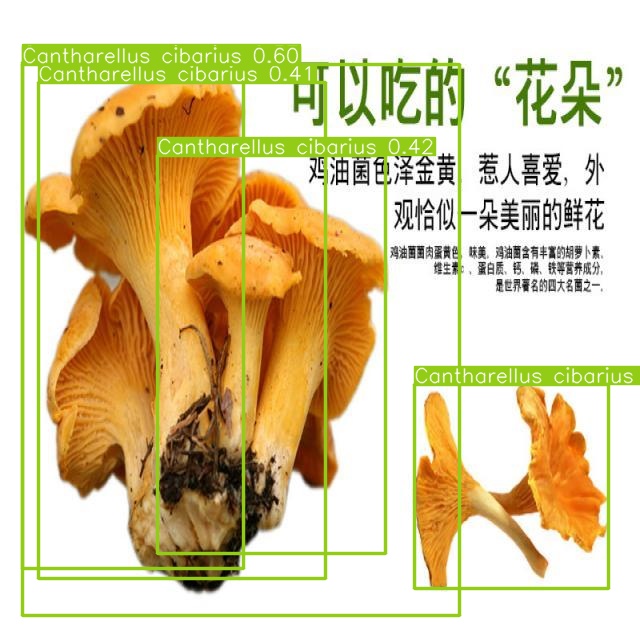 Cantharellus cibarius 0.60
Cantharellus cibarius 0.41
可以吃的“花朵”
Cantharellus cibarius 0.42
鸡油菌色泽金黄 惹人喜爱，外
观恰似一朵美丽的鲜花
鸡油菌菌肉蛋黄色，味美。鸡油菌含有丰富的胡萝卜素、
维生素c 、蛋白质、钙、磷、铁等营养成分，
是世界著名的四大名菌之一。
Cantharellus cibarius